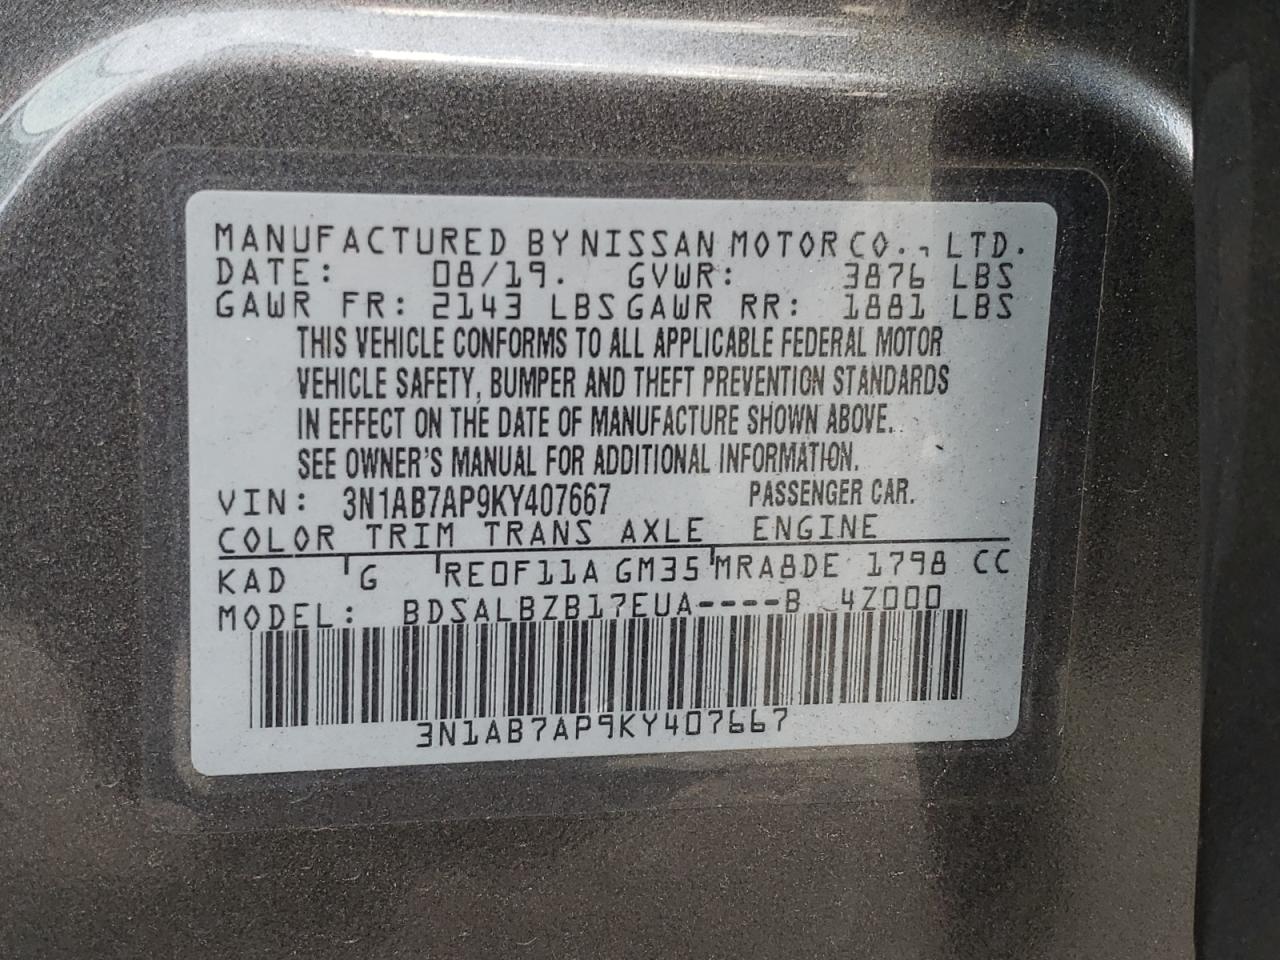 MANUFACTURED BY NISSAN MOTOR CO., LTD.
DATE: 08/19. GVWR: 3876 LBS
GAWR FR: 2143 LBS GAWR RR: 1881 LBS
THIS VEHICLE CONFORMS TO ALL APPLICABLE FEDERAL MOTOR
VEHICLE SAFETY, BUMPER AND THEFT PREVENTION STANDARDS
IN EFFECT ON THE DATE OF MANUFACTURE SHOWN ABOVE.
SEE OWNER'S MANUAL FOR ADDITIONAL INFORMATION.
VIN: 3N1AB7AP9KY407667 PASSENGER CAR.
COLOR TRIM TRANS AXLE ENGINE
KAD G RE0F11A GM35 MRA8DE 1798 CC
MODEL: BDSALBZB17EUA----B 4Z000
3N1AB7AP9KY407667